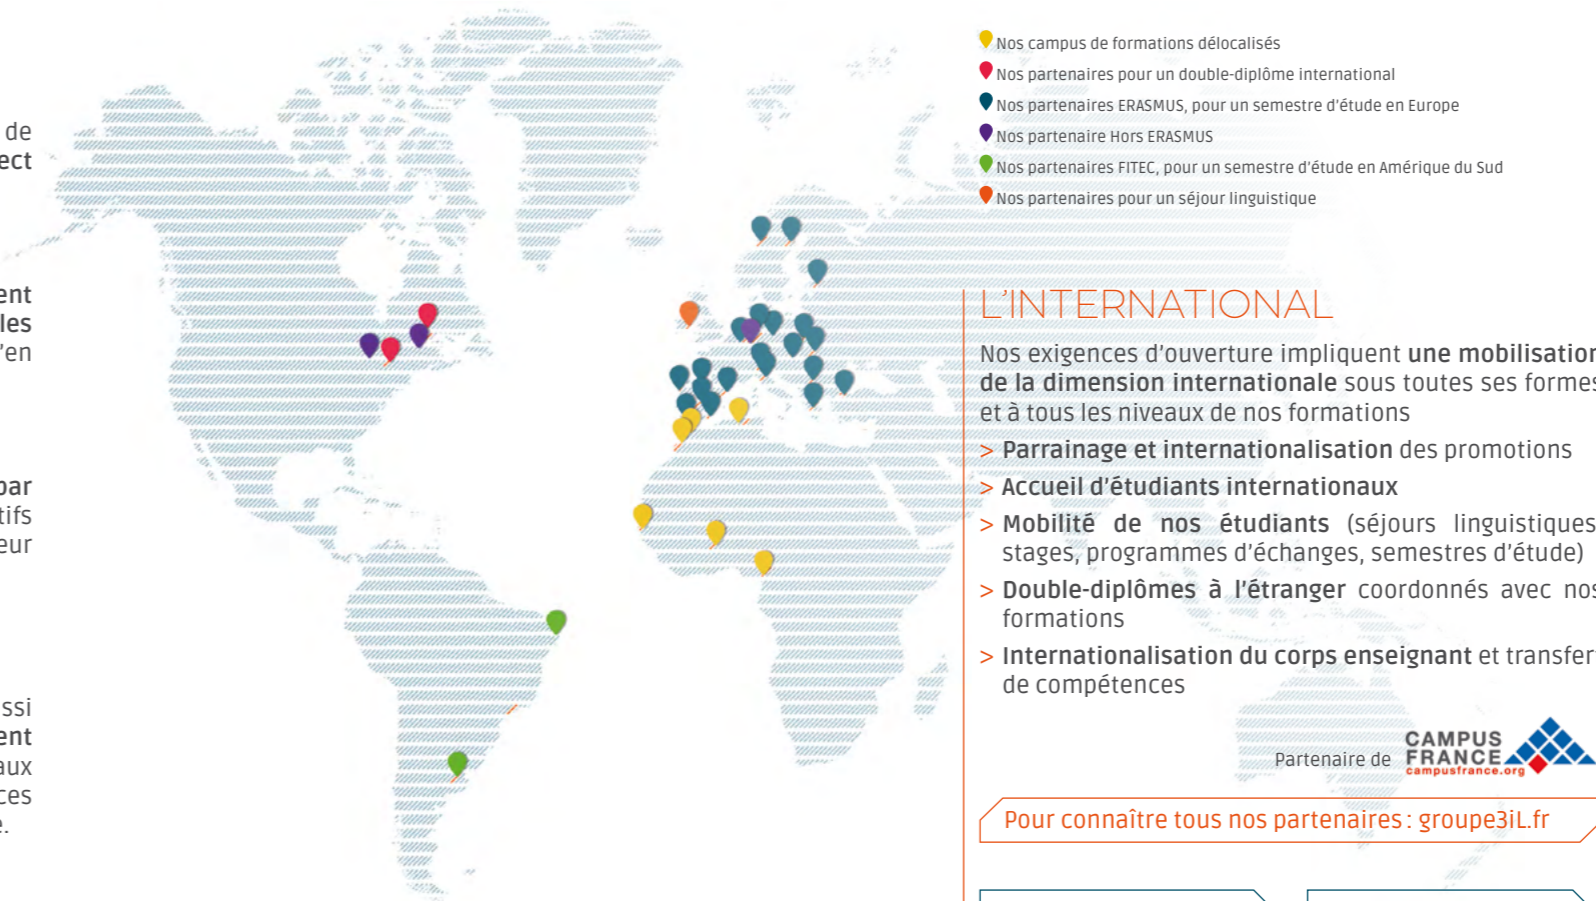 de
ect
ent
les
'en
par
tifs
eur
ssi
ent
aux
ces
e.
Nos campus de formations délocalisés
Nos partenaires pour un double-diplôme international
Nos partenaires ERASMUS, pour un semestre d'étude en Europe
Nos partenaire Hors ERASMUS
Nos partenaires FITEC, pour un semestre d'étude en Amérique du Sud
Nos partenaires pour un séjour linguistique
L'INTERNATIONAL
Nos exigences d'ouverture impliquent une mobilisation
de la dimension internationale sous toutes ses formes
et à tous les niveaux de nos formations
> Parrainage et internationalisation des promotions
> Accueil d'étudiants internationaux
> Mobilité de nos étudiants (séjours linguistiques
stages, programmes d'échanges, semestres d'étude)
> Double-diplômes à l'étranger coordonnés avec nos
formations
> Internationalisation du corps enseignant et transfert
de compétences
Partenaire de
CAMPUS
FRANCE
campusfrance.org
Pour connaître tous nos partenaires : groupe3iL.fr